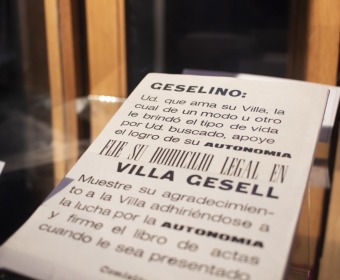 GESELINO:
Ud. que ama su Villa, la
cual de un modo u otro
le brindó el tipo de vida
por Ud. buscado, apoye
el logro de su AUTONOMIA
FIJE SU DOMICILIO LEGAL EN
VILLA GESELL
Muestre su agradecimien-
to a la Villa adhiriéndose a
la lucha por la AUTONOMIA
y firme el libro de actas
cuando le sea presentado